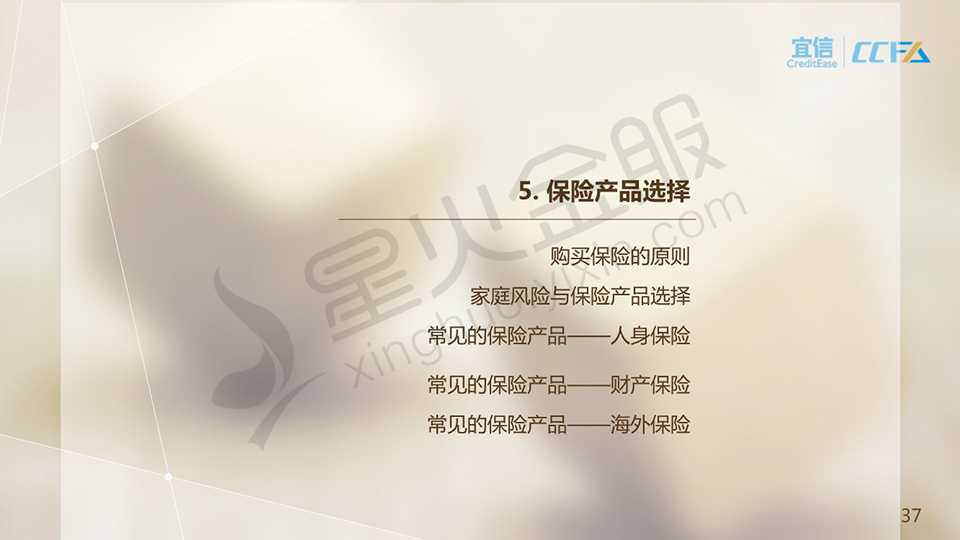 宜信
CreditEase
CCFA
5. 保险产品选择
购买保险的原则
家庭风险与保险产品选择
常见的保险产品——人身保险
常见的保险产品——财产保险
常见的保险产品——海外保险
星火金服
xinghuoyixin.com
37